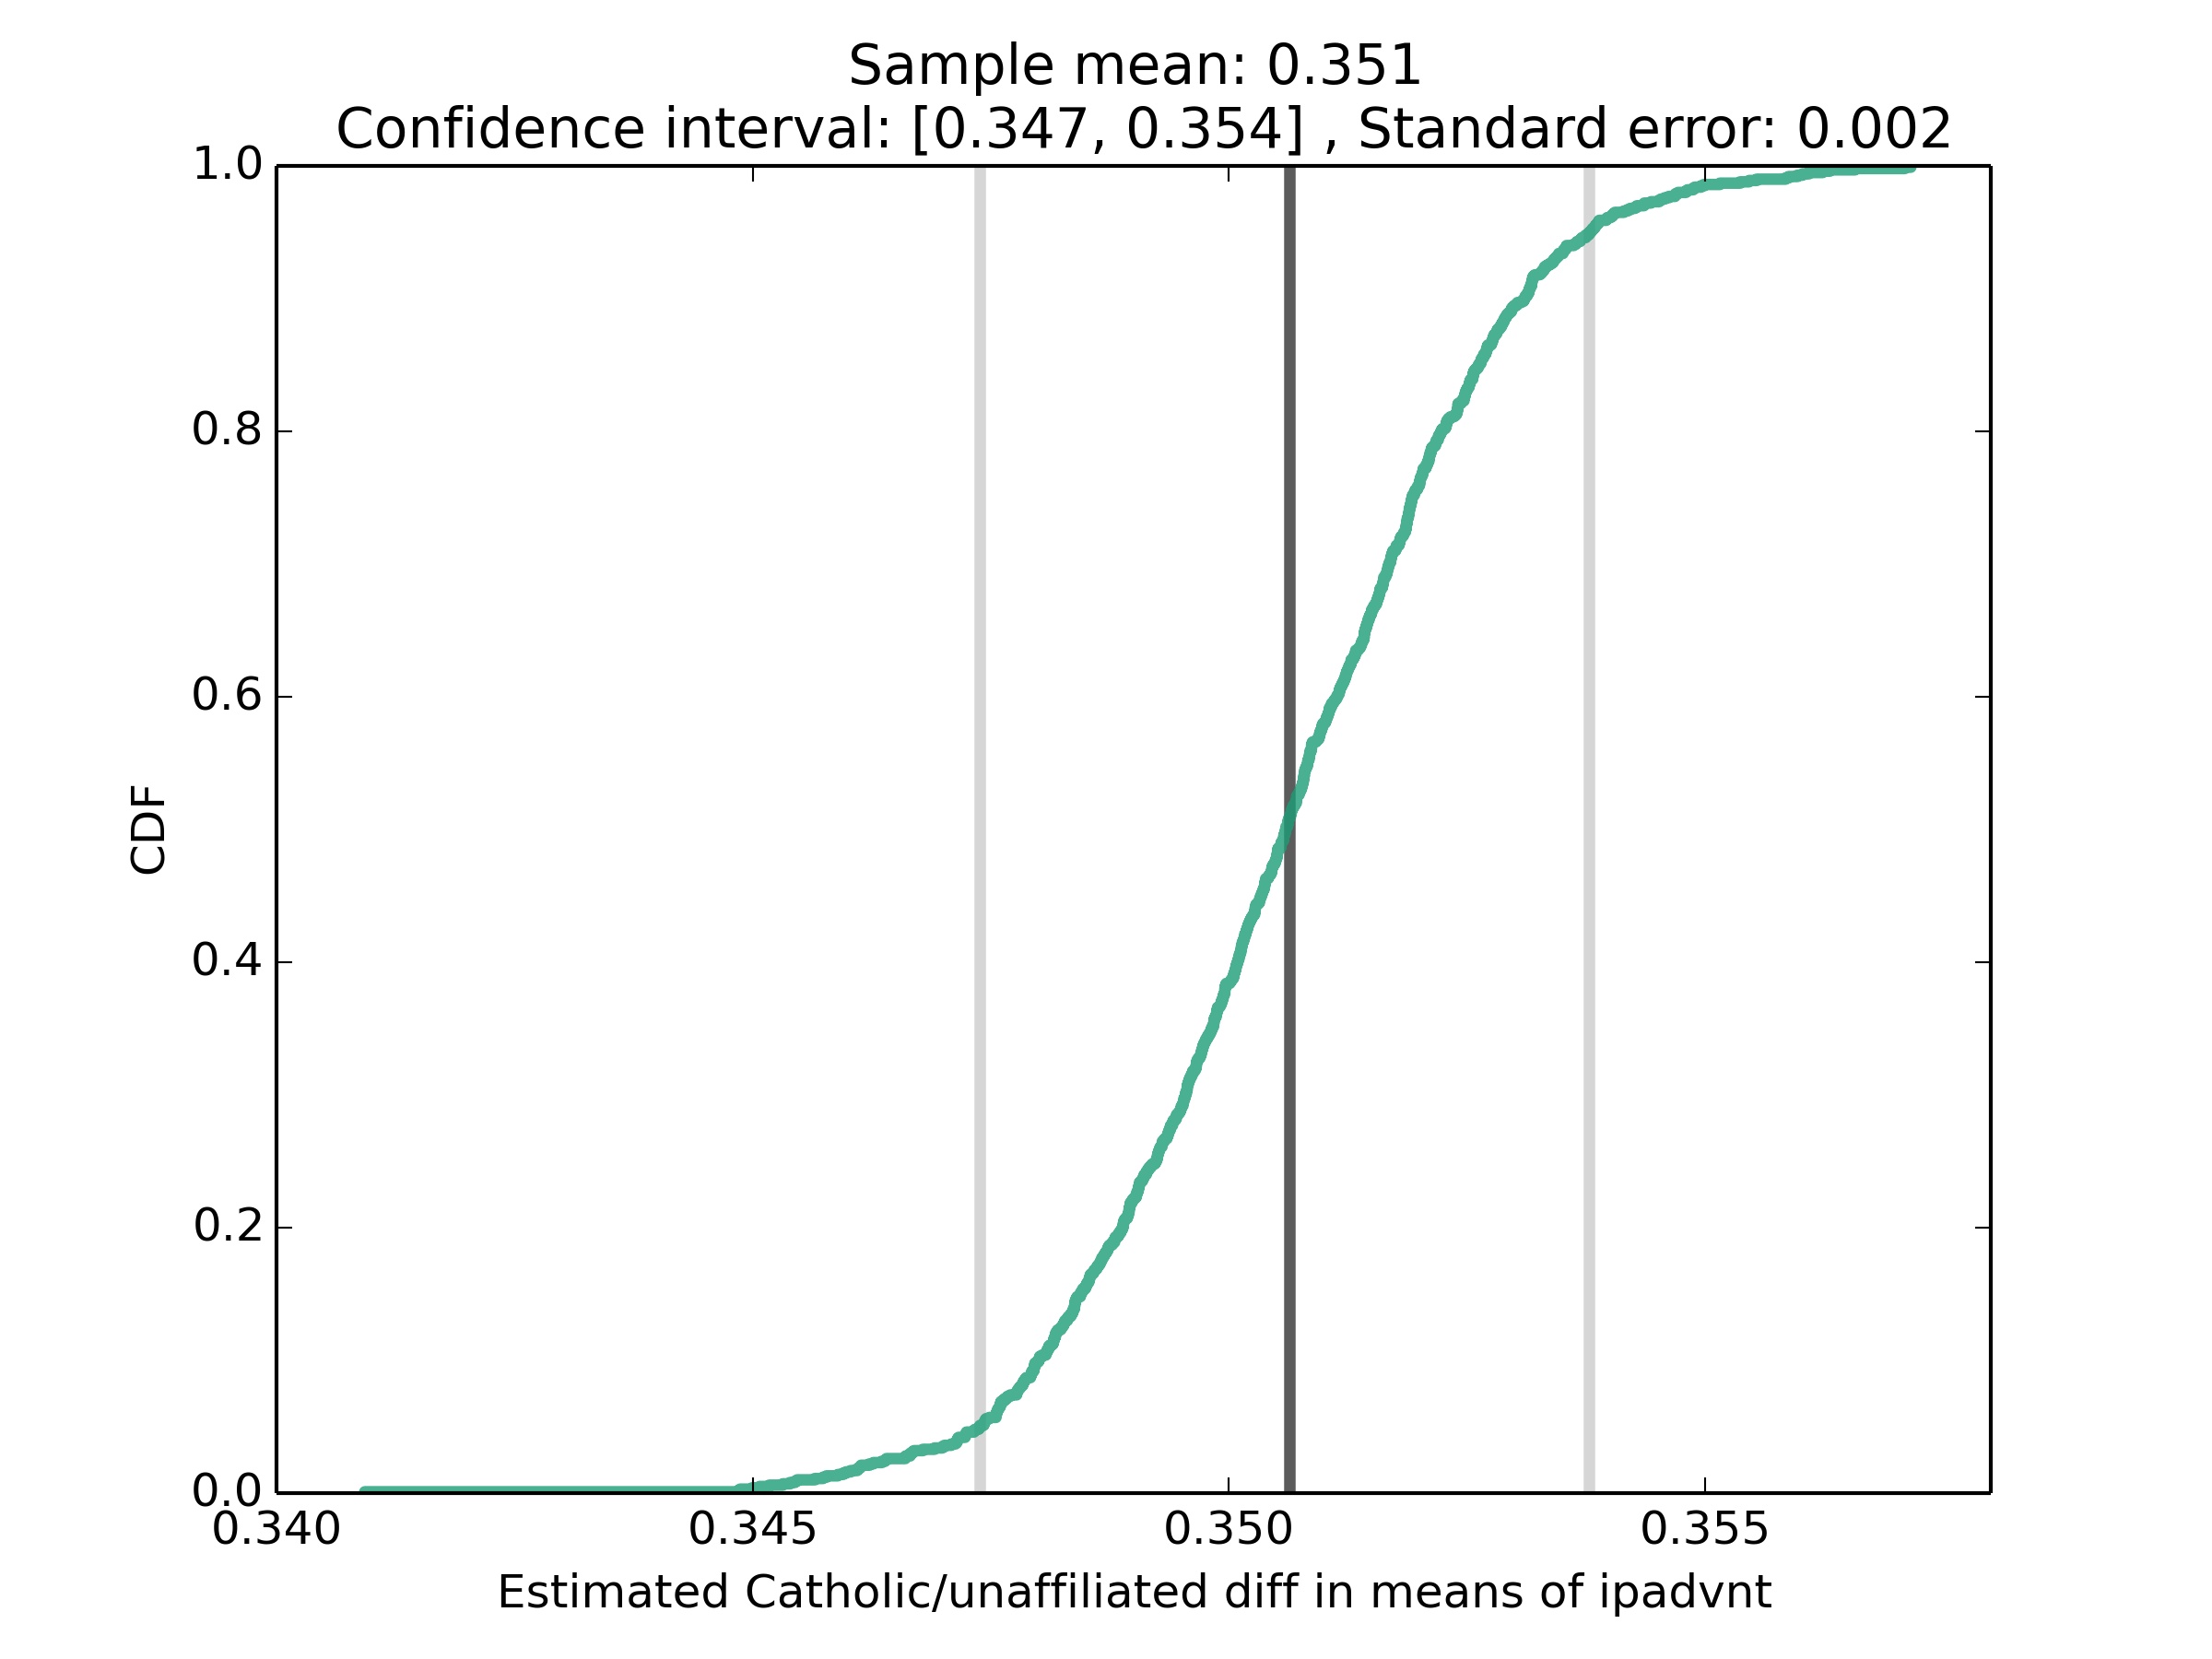 Sample mean: 0.351
Confidence interval: [0.347, 0.354] , Standard error: 0.002
1.0
0.8
0.6
0.4
0.2
0.0
CDF
0.340 0.345 0.350 0.355
Estimated Catholic/unaffiliated diff in means of ipadvnt